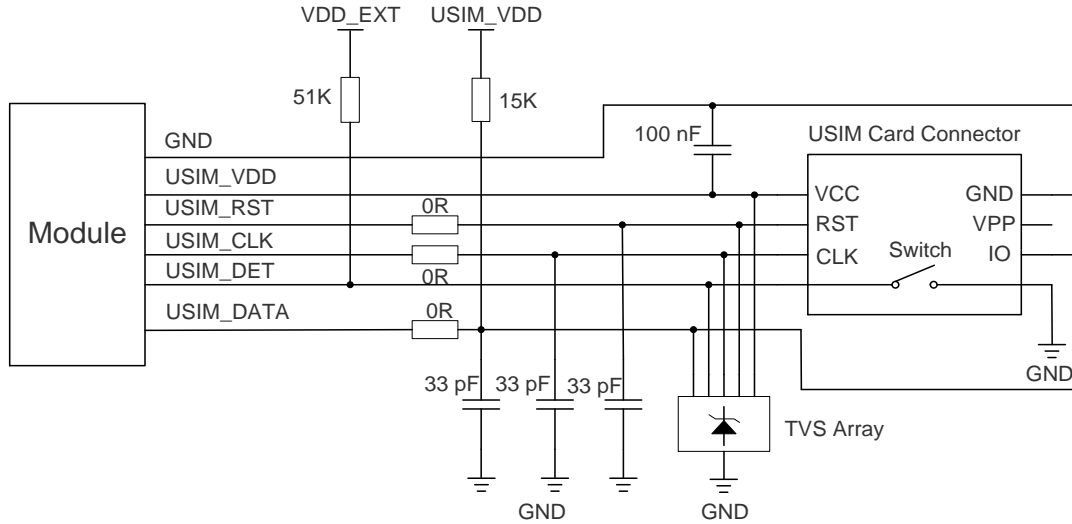 VDD_EXT
USIM_VDD
51K
15K
Module
GND
USIM_VDD
USIM_RST
USIM_CLK
USIM_DET
USIM_DATA
0R
0R
0R
100 nF
USIM Card Connector
VCC
GND
RST
VPP
CLK
Switch
IO
GND
33 pF
33 pF
33 pF
TVS Array
GND
GND